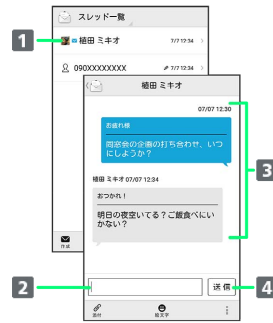 スレッド一覧
1
植田 ミキオ
7/7 12:34
090XXXXXXXX
7/7 12:34
作成
植田 ミキオ
07/07 12:30
お疲れ様
同窓会の企画の打ち合わせ、いつ
にしようか?
3
植田 ミキオ 07/07 12:34
おつかれ!
明日の夜空いてる?ご飯食べにい
かない?
2
送信
4
添付
絵文字